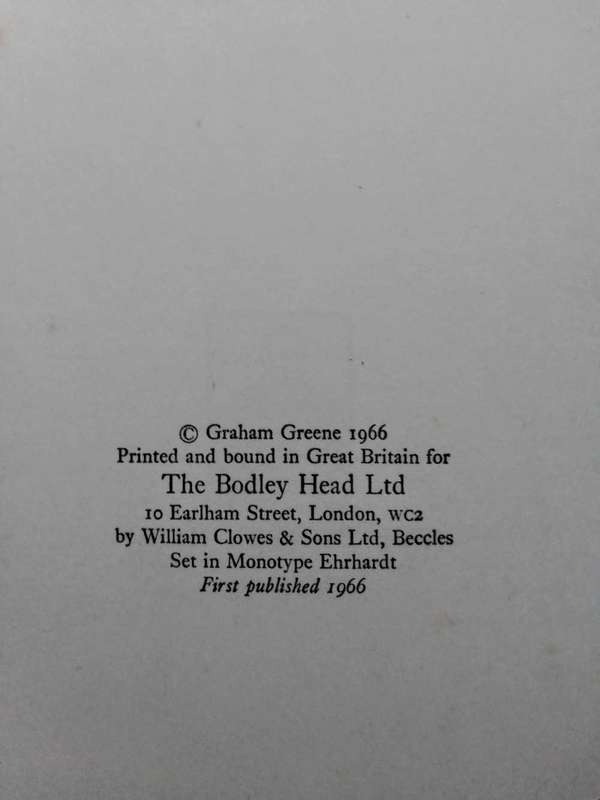 © Graham Greene 1966
Printed and bound in Great Britain for
The Bodley Head Ltd
10 Earlham Street, London, WC2
by William Clowes & Sons Ltd, Beccles
Set in Monotype Ehrhardt
First published 1966